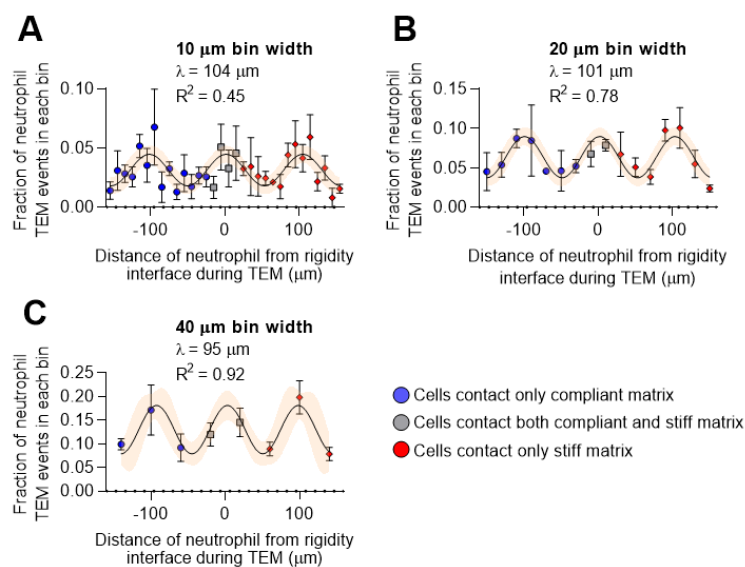 A
10 μm bin width
λ = 104 μm
R² = 0.45
Fraction of neutrophil
TEM events in each bin
0.10
0.05
0.00
-100
0
100
Distance of neutrophil from rigidity
interface during TEM (μm)
B
20 μm bin width
λ = 101 μm
R² = 0.78
Fraction of neutrophil
TEM events in each bin
0.15
0.10
0.05
0.00
-100
0
100
Distance of neutrophil from rigidity
interface during TEM (μm)
C
40 μm bin width
λ = 95 μm
R² = 0.92
Fraction of neutrophil
TEM events in each bin
0.25
0.20
0.15
0.10
0.05
0.00
-100
0
100
Distance of neutrophil from rigidity
interface during TEM (μm)
Cells contact only compliant matrix
Cells contact both compliant and stiff matrix
Cells contact only stiff matrix